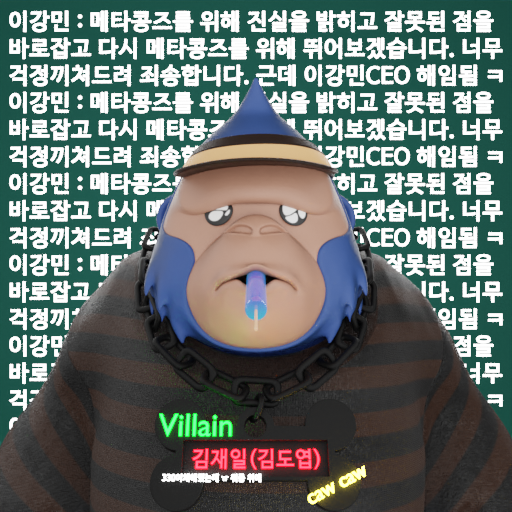 이강민 : 메타콩즈를 위해 진실을 밝히고 잘못된 점을
바로잡고 다시 메타콩즈를 위해 뛰어보겠습니다. 너무
걱정끼쳐드려 죄송합니다. 근데 이강민CEO 해임됨 ㅋ
이강민 : 메타콩즈를 위해 진실을 밝히고 잘못된 점을
바로잡고 다시 메타콩즈 뛰어보겠습니다. 너무
걱정끼쳐드려 죄송합 강민CEO 해임됨 ㅋ
이강민 : 메타콩즈 히고 잘못된 점을
바로잡고 다시 메 보겠습니다. 너무
걱정끼쳐드려 CEO 해임됨 ㅋ
이강민 : 메타 잘못된 점을
바로잡고 다. 너무
걱정끼쳐 임됨 ㅋ
이강민 된 점을
바로 너무
걱 ㅋ
이 을
Villain
김재일(김도엽)
czw czw